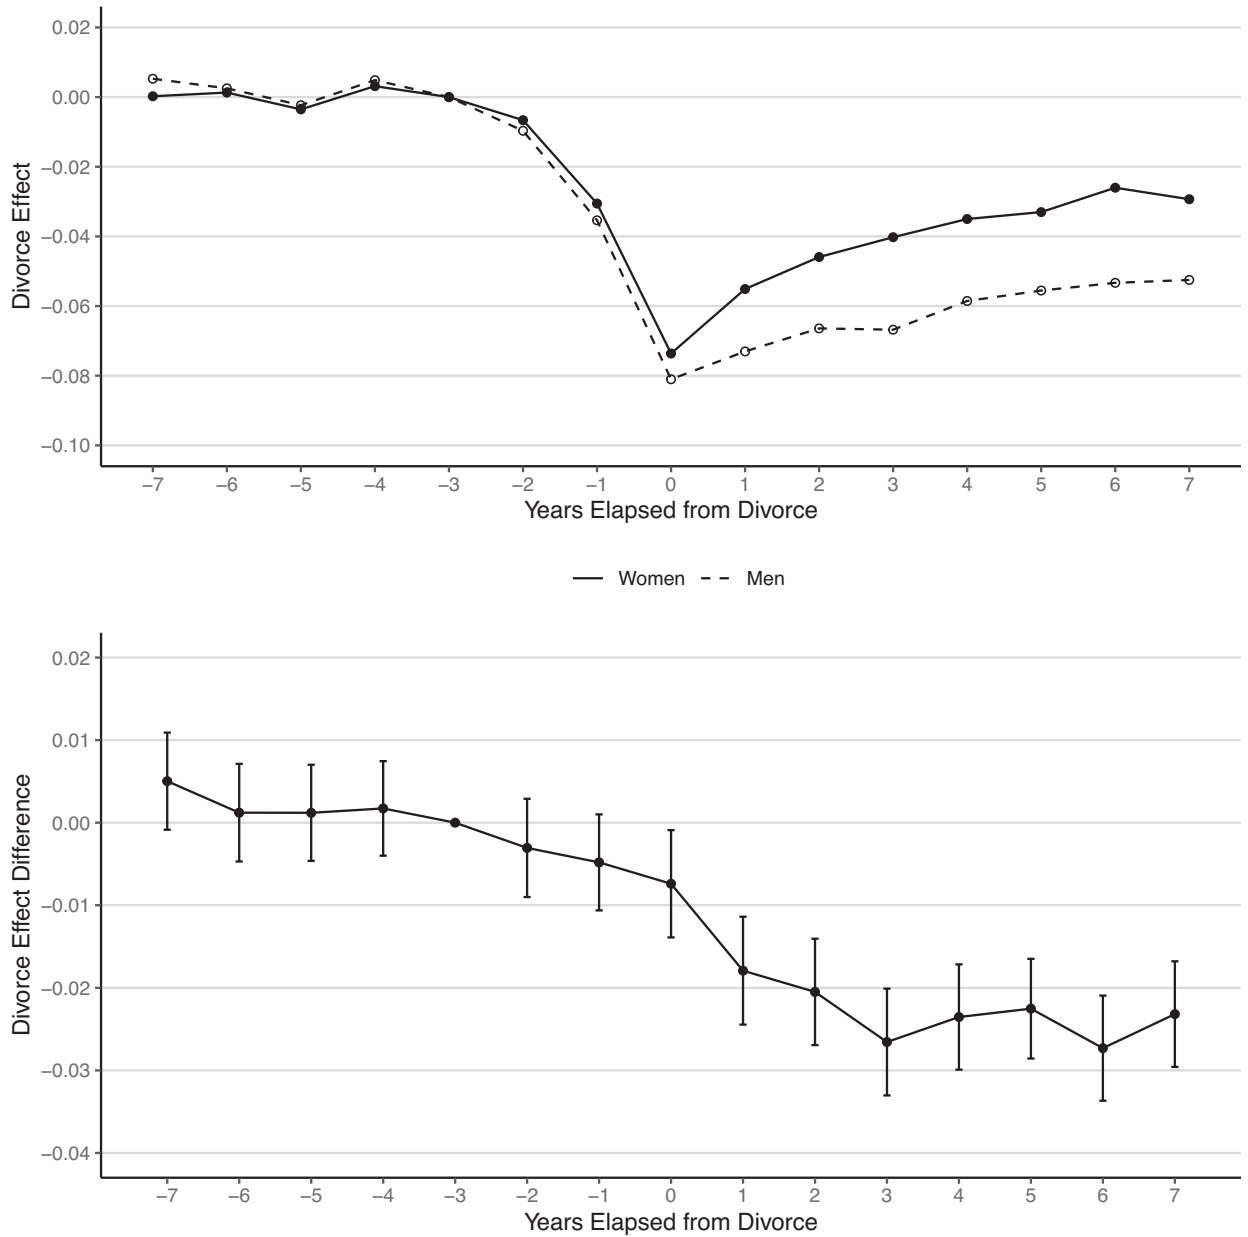 0.02
0.00
−0.02
−0.04
−0.06
−0.08
−0.10
Divorce Effect
−7 −6 −5 −4 −3 −2 −1 0 1 2 3 4 5 6 7
Years Elapsed from Divorce
Women Men
0.02
0.01
0.00
−0.01
−0.02
−0.03
−0.04
Divorce Effect Difference
−7 −6 −5 −4 −3 −2 −1 0 1 2 3 4 5 6 7
Years Elapsed from Divorce